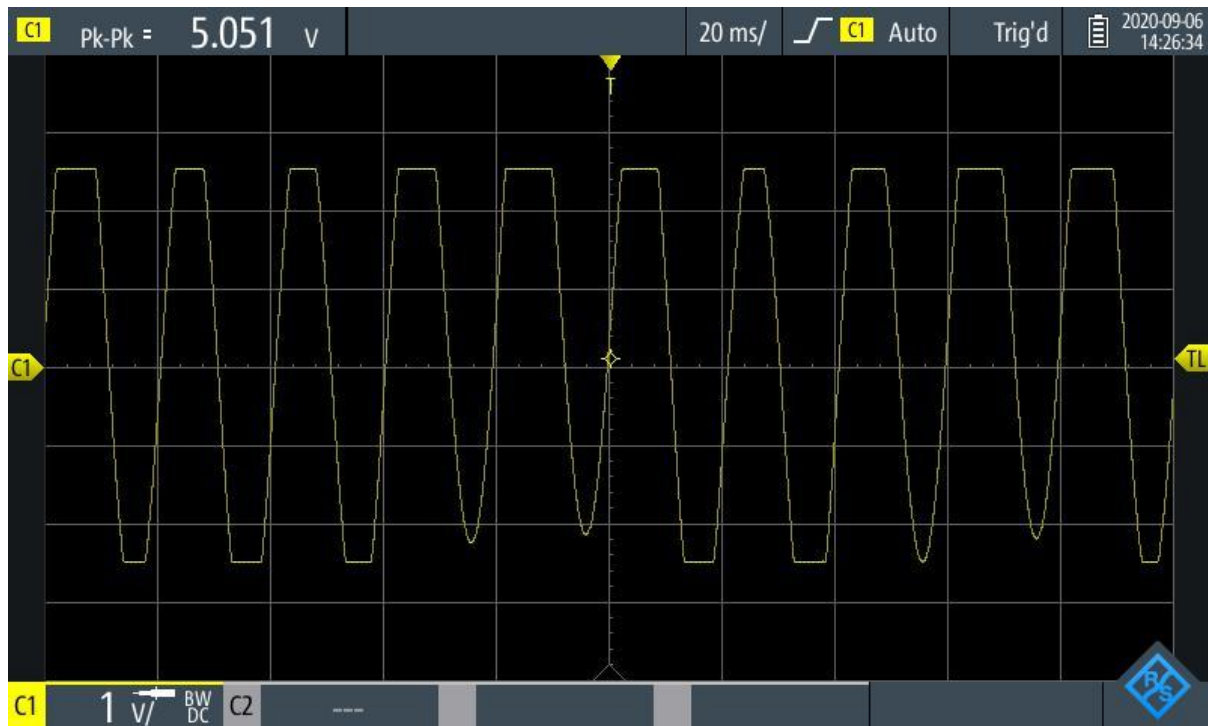 C1 Pk-Pk = 5.051 V 20 ms/ C1 Auto Trig'd 2020-09-06
14:26:34
T
C1 TL
C1 1 V/ BW
DC C2 ---
R&S